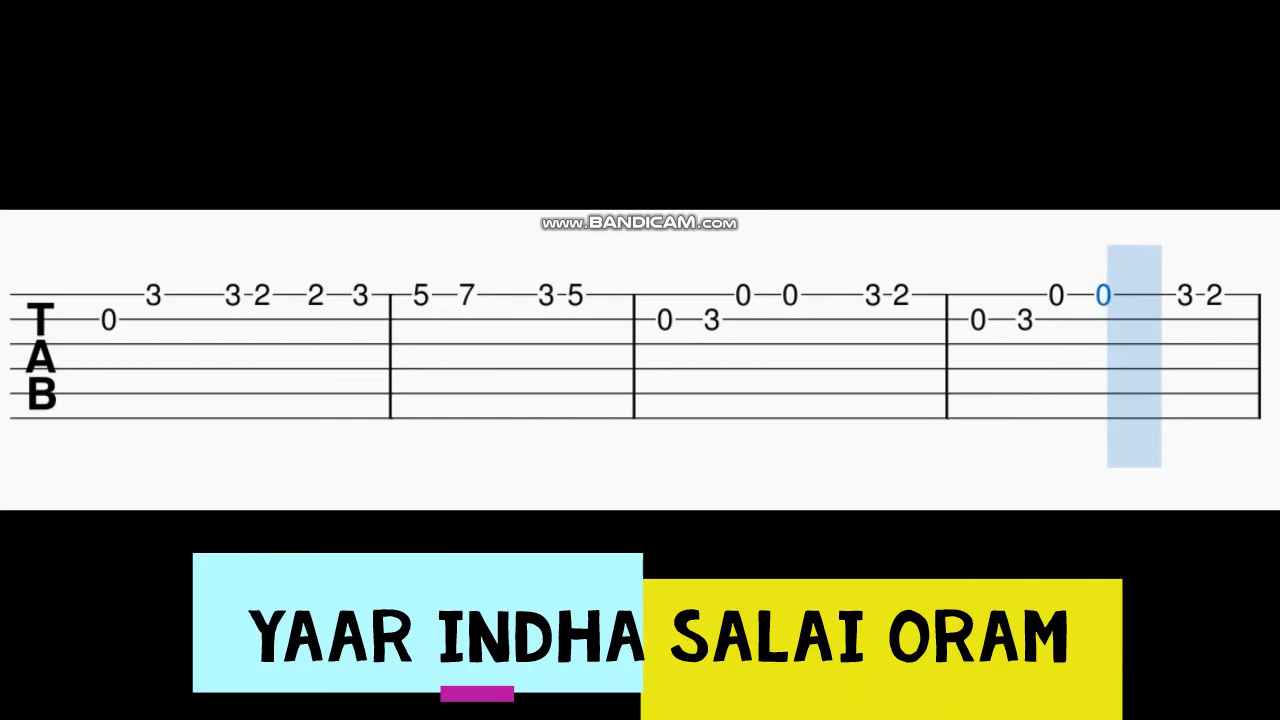 www.BANDICAM.com
3 3-2 2 3 5 7 3-5 0 0 3-2 0 0 3-2
0 0 3 0 3
T
A
B
YAAR INDHA SALAI ORAM